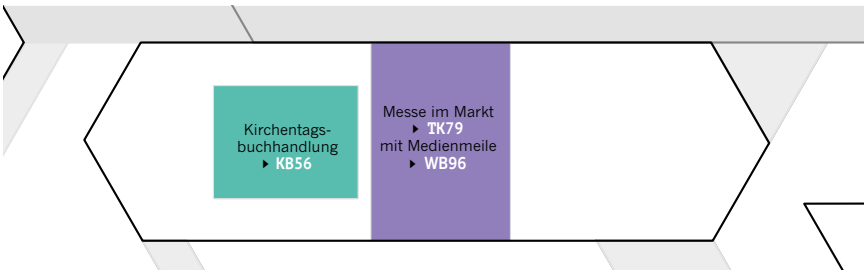 Kirchentags-
buchhandlung
▸ KB56
Messe im Markt
▸ TK79
mit Medienmeile
▸ WB96